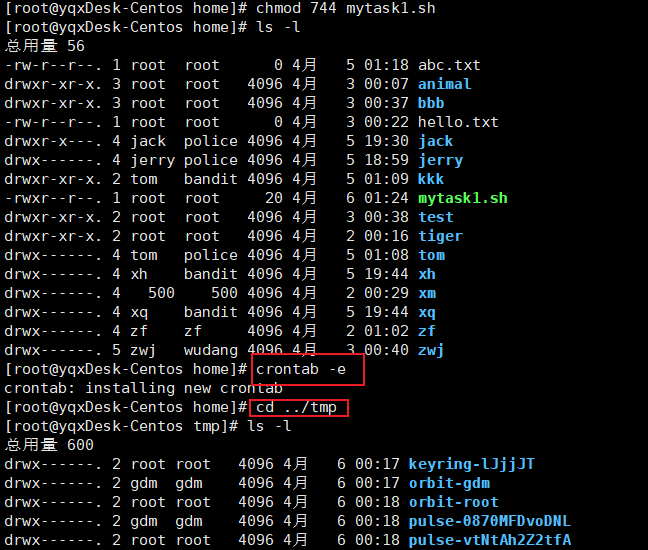 [root@yqxDesk-Centos home]# chmod 744 mytask1.sh
[root@yqxDesk-Centos home]# ls -l
总用量 56
-rw-r--r--. 1 root  root      0 4月   5 01:18 abc.txt
drwxr-xr-x. 3 root  root   4096 4月   3 00:07 animal
drwxr-xr-x. 3 root  root   4096 4月   3 00:37 bbb
-rw-r--r--. 1 root  root      0 4月   3 00:22 hello.txt
drwxr-x---. 4 jack  police 4096 4月   5 19:30 jack
drwx------. 4 jerry police 4096 4月   5 18:59 jerry
drwxr-xr-x. 2 tom   bandit 4096 4月   5 01:09 kkk
-rwxr--r--. 1 root  root     20 4月   6 01:24 mytask1.sh
drwxr-xr-x. 2 root  root   4096 4月   3 00:38 test
drwxr-xr-x. 2 root  root   4096 4月   2 00:16 tiger
drwx------. 4 tom   police 4096 4月   5 01:08 tom
drwx------. 4 xh    bandit 4096 4月   5 19:44 xh
drwx------. 4   500    500 4096 4月   2 00:29 xm
drwx------. 4 xq    bandit 4096 4月   5 19:44 xq
drwx------. 4 zf    zf     4096 4月   2 01:02 zf
drwx------. 5 zwj   wudang 4096 4月   3 00:40 zwj
[root@yqxDesk-Centos home]# crontab -e
crontab: installing new crontab
[root@yqxDesk-Centos home]# cd ../tmp
[root@yqxDesk-Centos tmp]# ls -l
总用量 600
drwx------. 2 root root   4096 4月   6 00:17 keyring-lJjjJT
drwx------. 2 gdm  gdm    4096 4月   6 00:17 orbit-gdm
drwx------. 2 root root   4096 4月   6 00:18 orbit-root
drwx------. 2 gdm  gdm    4096 4月   6 00:18 pulse-0870MFDvoDNL
drwx------. 2 root root   4096 4月   6 00:18 pulse-vtNtAh2Z2tfA